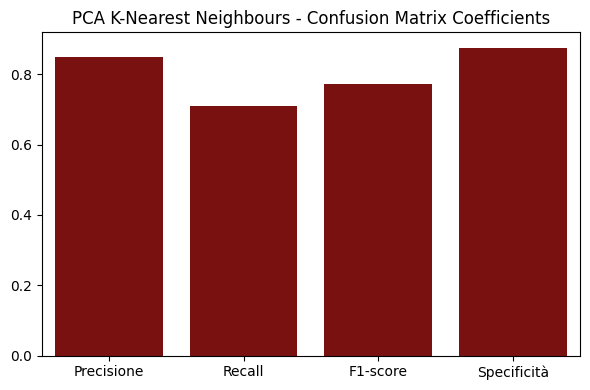 PCA K-Nearest Neighbours - Confusion Matrix Coefficients
0.8
0.6
0.4
0.2
0.0
Precisione Recall F1-score Specificità